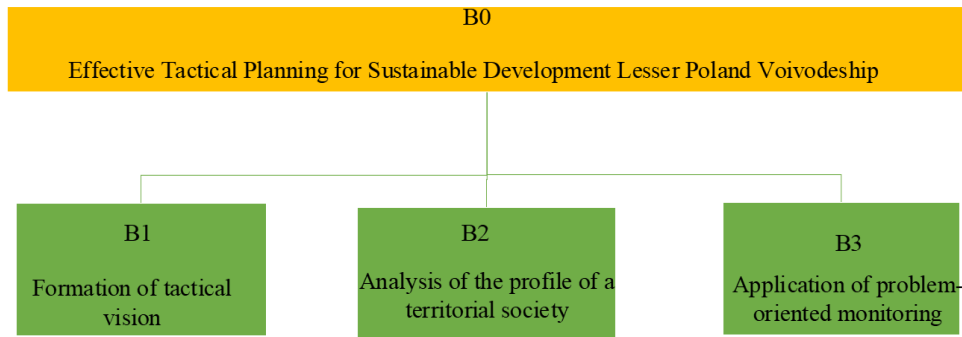 B0
Effective Tactical Planning for Sustainable Development Lesser Poland Voivodeship
B1
Formation of tactical
vision
B2
Analysis of the profile of a
territorial society
B3
Application of problem-
oriented monitoring